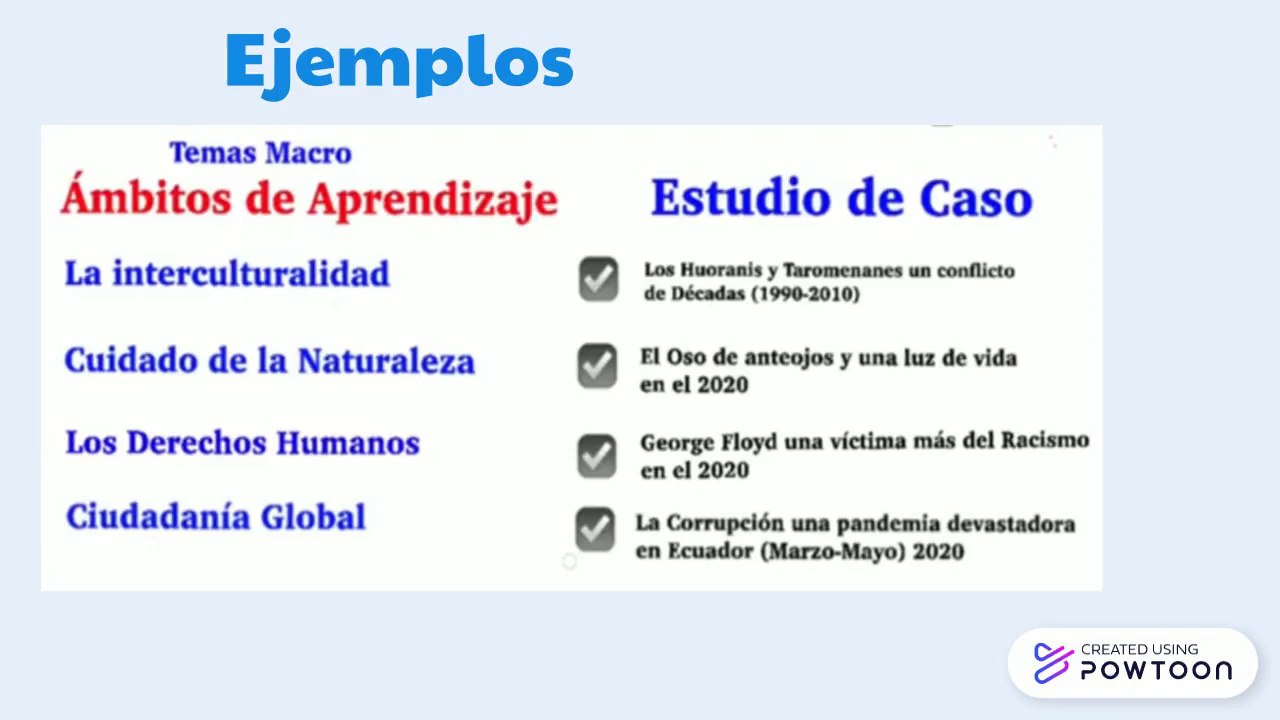 Ejemplos
Temas Macro
Ámbitos de Aprendizaje
Estudio de Caso
La interculturalidad
Los Huoranis y Taromenanes un conflicto
de Décadas (1990-2010)
Cuidado de la Naturaleza
El Oso de anteojos y una luz de vida
en el 2020
Los Derechos Humanos
George Floyd una víctima más del Racismo
en el 2020
Ciudadanía Global
La Corrupción una pandemia devastadora
en Ecuador (Marzo-Mayo) 2020
CREATED USING
POWTOON